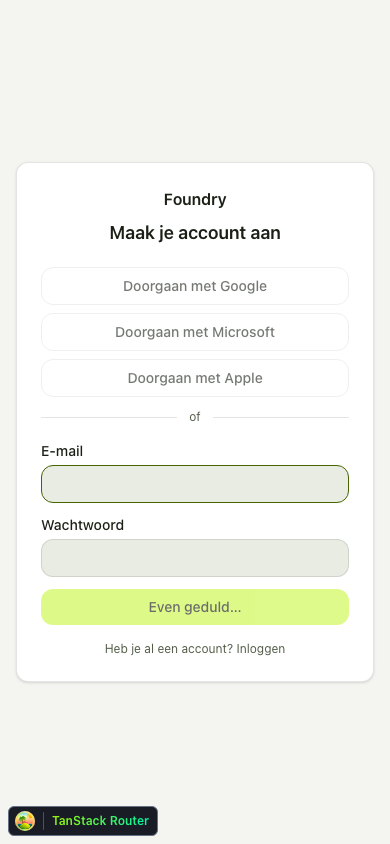 Foundry
Maak je account aan
Doorgaan met Google
Doorgaan met Microsoft
Doorgaan met Apple
of
E-mail
Wachtwoord
Even geduld...
Heb je al een account? Inloggen
TanStack Router